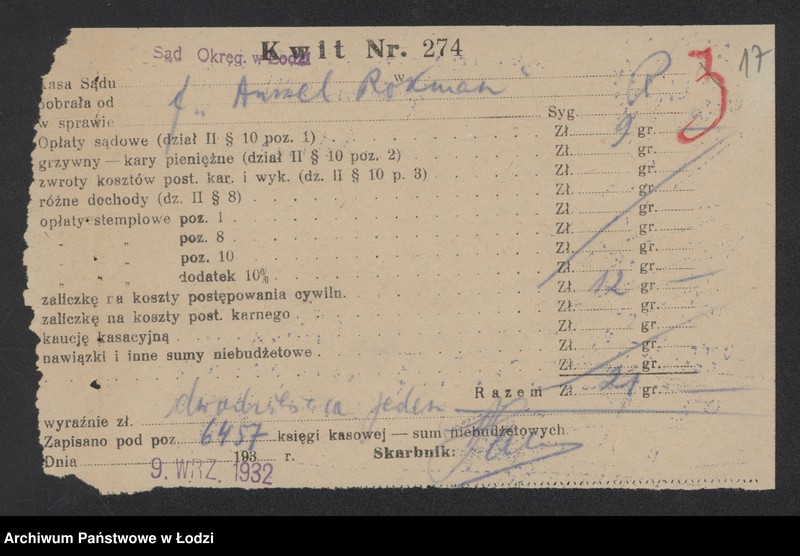 17
3
Sąd Okręg. w Łodzi
Kwit Nr. 274
Kasa Sądu w R
pobrała od f. „Anszel Rokman"
w sprawie Syg.
Opłaty sądowe (dział II § 10 poz. 1) Zł. 9 gr. —
grzywny — kary pieniężne (dział II § 10 poz. 2) Zł. gr.
zwroty kosztów post. kar. i wyk. (dz. II § 10 p. 3) Zł. gr.
różne dochody (dz. II § 8) Zł. gr.
opłaty stemplowe poz. 1 Zł. gr.
„ „ poz. 8 Zł. gr.
„ „ poz. 10 Zł. gr.
„ „ dodatek 10% Zł. gr.
zaliczkę na koszty postępowania cywiln. Zł. 12 gr. —
zaliczkę na koszty post. karnego Zł. gr.
kaucję kasacyjną Zł. gr.
nawiązki i inne sumy niebudżetowe Zł. gr.
Zł. gr.
Razem Zł. 21 gr. —
wyraźnie zł. dwadzieścia jeden
Zapisano pod poz. 6457 księgi kasowej — sum niebudżetowych.
Dnia 193 r. Skarbnik:
9. WRZ. 1932
Archiwum Państwowe w Łodzi